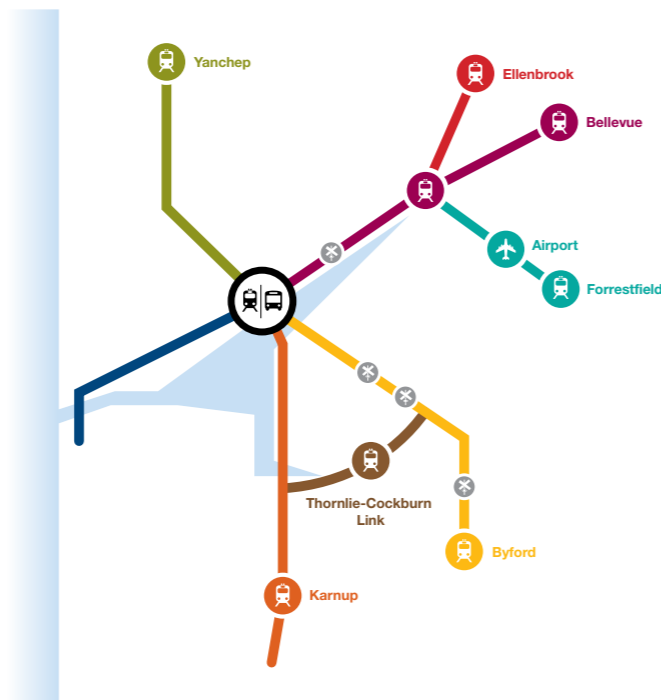 Yanchep
Ellenbrook
Bellevue
Airport
Forrestfield
Thornlie-Cockburn
Link
Byford
Karnup